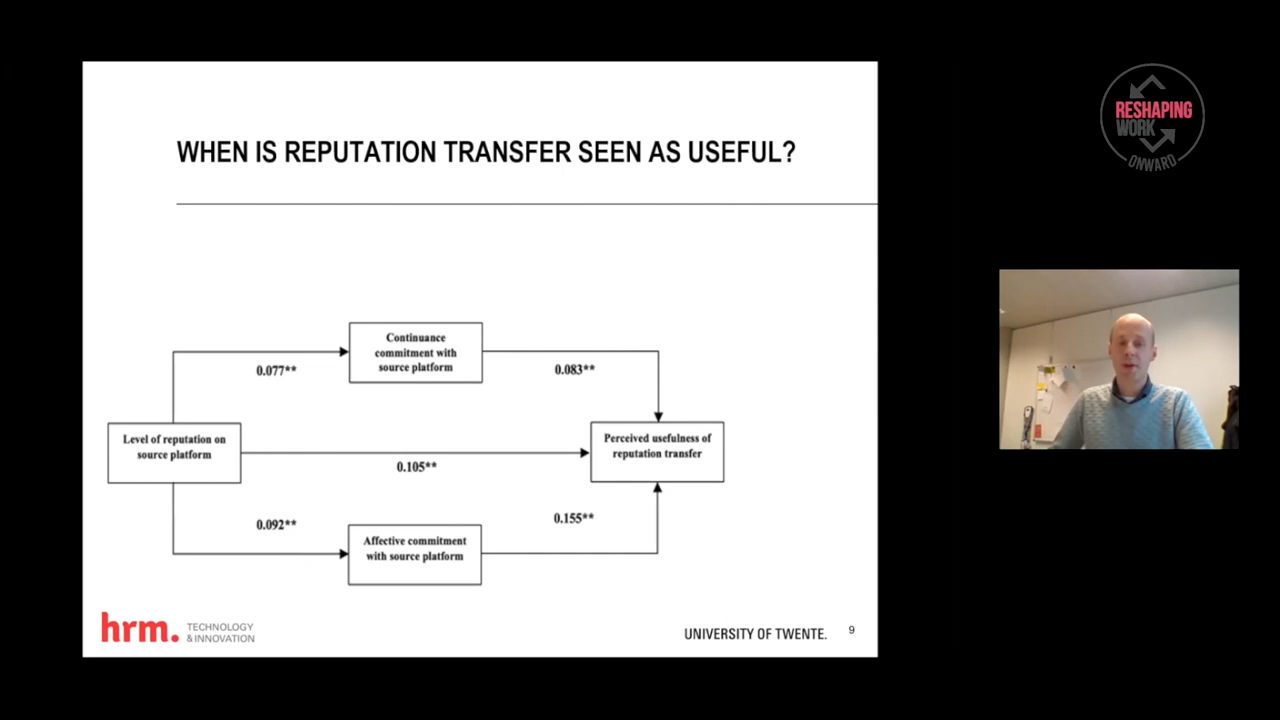 RESHAPING
WORK
ONWARD
WHEN IS REPUTATION TRANSFER SEEN AS USEFUL?
Continuance
commitment with
source platform
0.077**
0.083**
Level of reputation on
source platform
Perceived usefulness of
reputation transfer
0.105**
0.092**
0.155**
Affective commitment
with source platform
hrm. TECHNOLOGY
& INNOVATION
UNIVERSITY OF TWENTE.
9